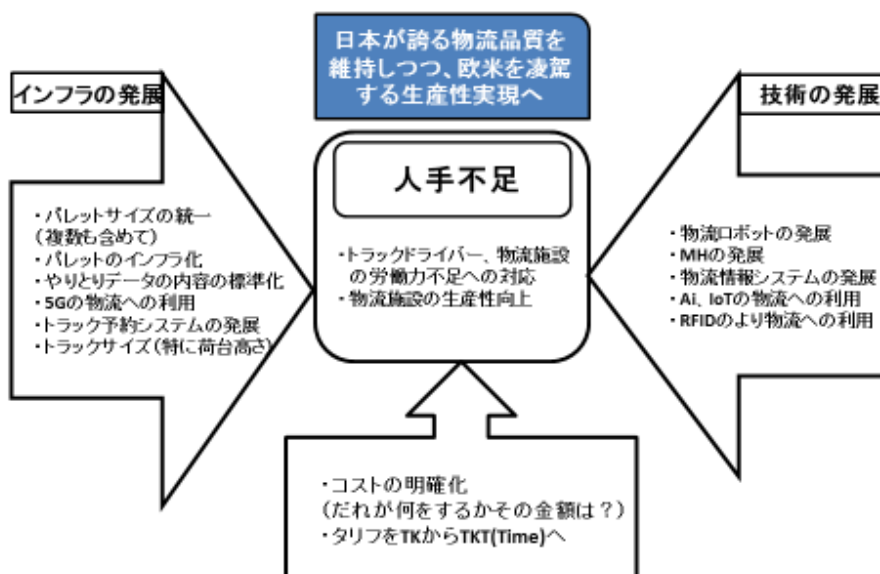 日本が誇る物流品質を
維持しつつ、欧米を凌駕
する生産性実現へ
インフラの発展
・パレットサイズの統一
(複数も含めて)
・パレットのインフラ化
・やりとりデータの内容の標準化
・5Gの物流への利用
・トラック予約システムの発展
・トラックサイズ(特に荷台高さ)
人手不足
・トラックドライバー、物流施設
の労働力不足への対応
・物流施設の生産性向上
技術の発展
・物流ロボットの発展
・MHの発展
・物流情報システムの発展
・Ai、IoTの物流への利用
・RFIDのより物流への利用
・コストの明確化
(だれが何をするかその金額は?)
・タリフをTKからTKT(Time)へ